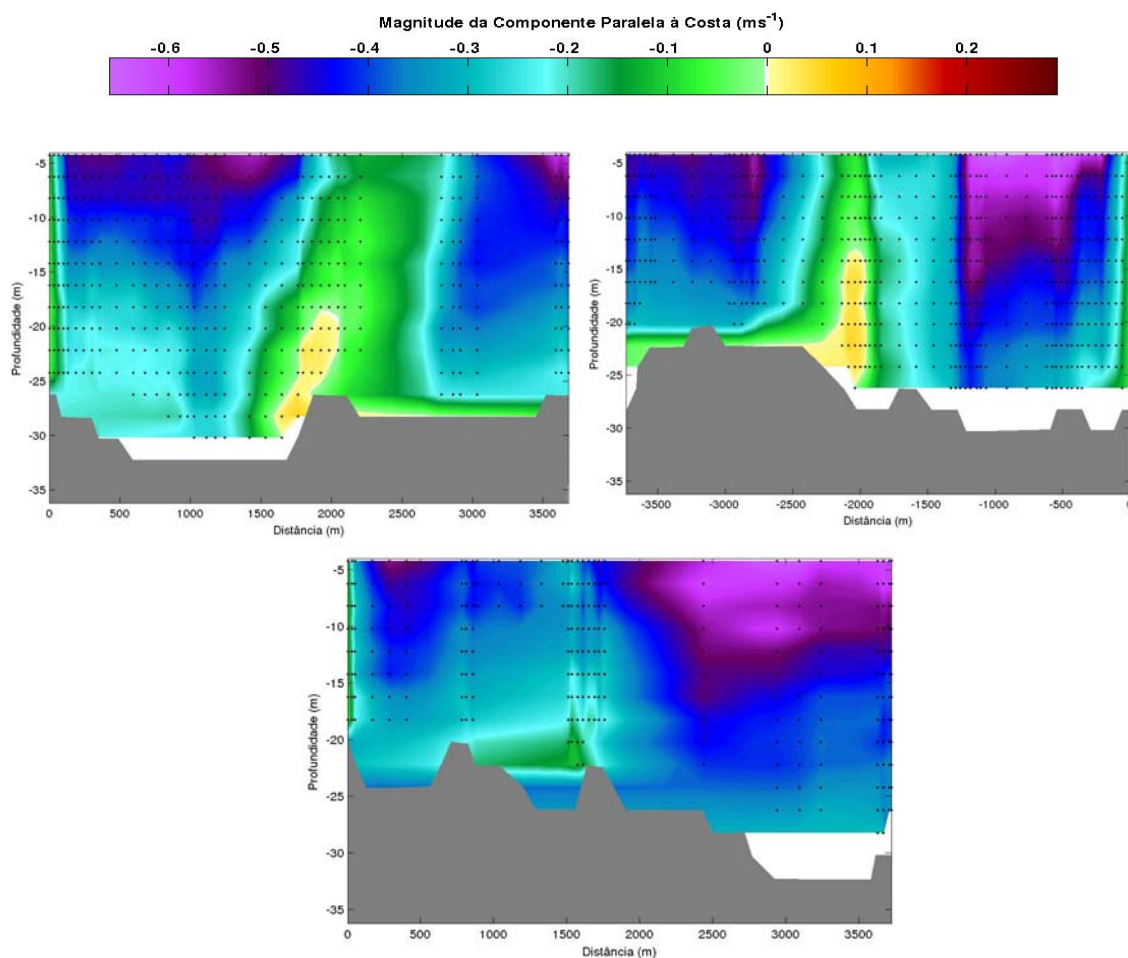 Magnitude da Componente Paralela à Costa (ms⁻¹)
-0.6 -0.5 -0.4 -0.3 -0.2 -0.1 0 0.1 0.2
-5
-10
-15
-20
-25
-30
-35
Profundidade (m)
0 500 1000 1500 2000 2500 3000 3500
Distância (m)
-5
-10
-15
-20
-25
-30
-35
Profundidade (m)
-3500 -3000 -2500 -2000 -1500 -1000 -500 0
Distância (m)
-5
-10
-15
-20
-25
-30
-35
Profundidade (m)
0 500 1000 1500 2000 2500 3000 3500
Distância (m)